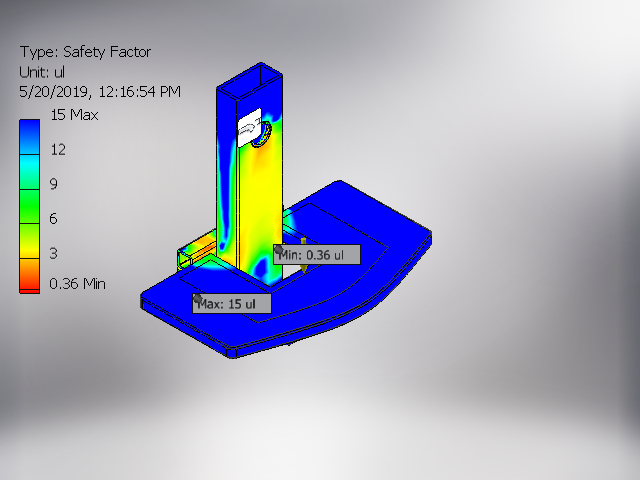 Type: Safety Factor
Unit: ul
5/20/2019, 12:16:54 PM
15 Max
12
9
6
3
0.36 Min
Min: 0.36 ul
Max: 15 ul